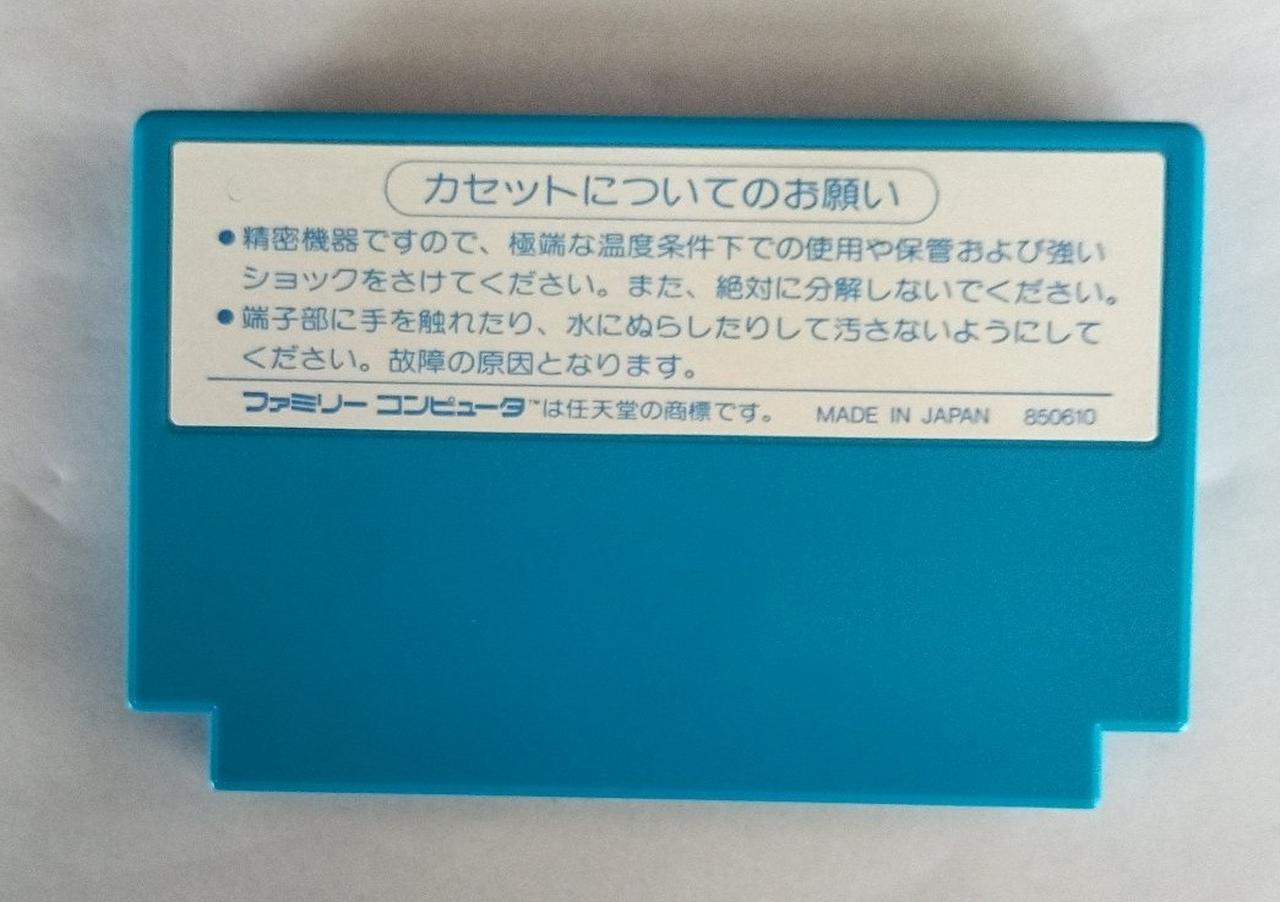 カセットについてのお願い
●精密機器ですので、極端な温度条件下での使用や保管および強い
ショックをさけてください。また、絶対に分解しないでください。
●端子部に手を触れたり、水にぬらしたりして汚さないようにして
ください。故障の原因となります。
ファミリー コンピュータ™は任天堂の商標です。 MADE IN JAPAN 850610